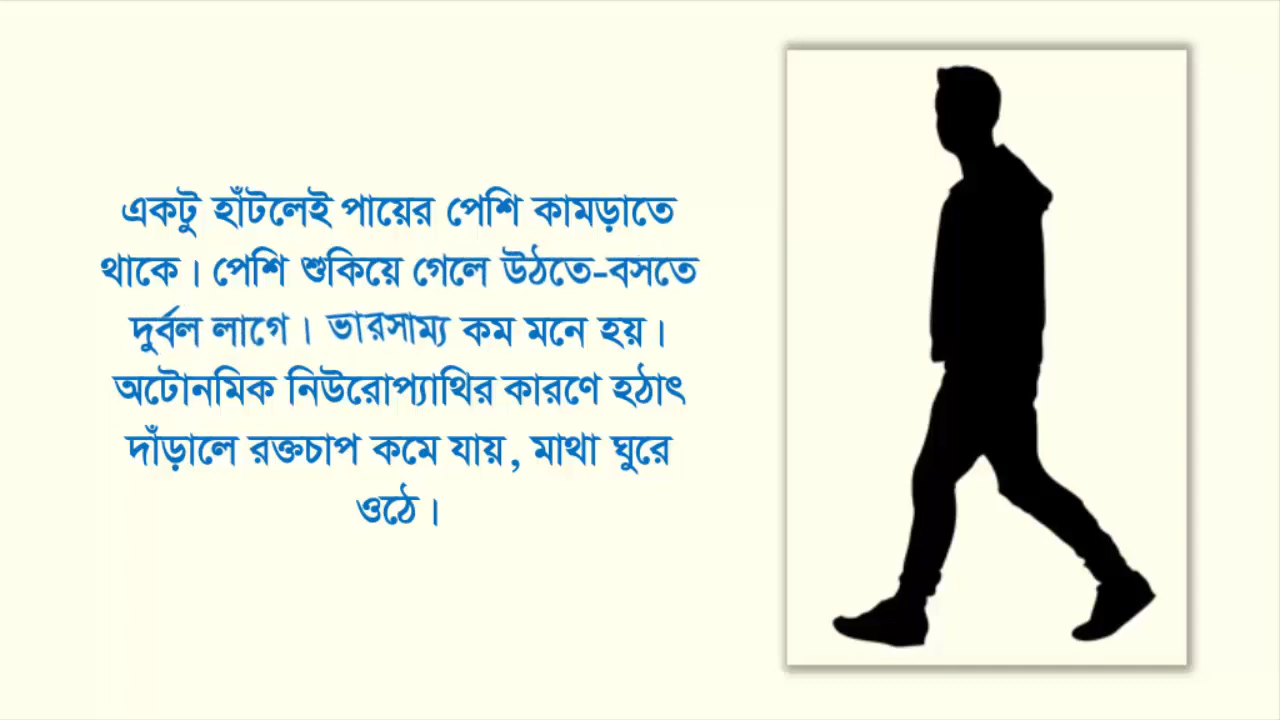 একটু হাঁটলেই পায়ের পেশি কামড়াতে
থাকে। পেশি শুকিয়ে গেলে উঠতে-বসতে
দুর্বল লাগে। ভারসাম্য কম মনে হয়।
অটোনমিক নিউরোপ্যাথির কারণে হঠাৎ
দাঁড়ালে রক্তচাপ কমে যায়, মাথা ঘুরে
ওঠে।